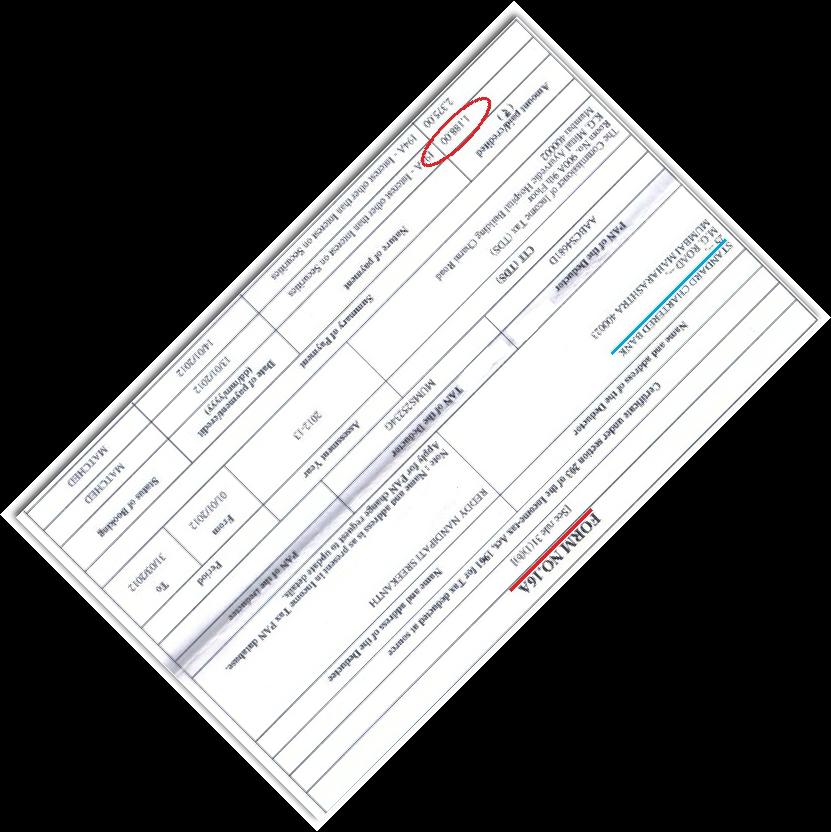 FORM NO.16A
[See rule 31(1)(b)]
Certificate under section 203 of the Income-tax Act, 1961 for Tax deducted at source
Name and address of the Deductor
Name and address of the Deductee
STANDARD CHARTERED BANK
M.G. ROAD
MUMBAI MAHARASHTRA 400023
REDDY NANDIPATI SREEKANTH
Note : Name and address is as present in Income Tax PAN database.
Apply for PAN change request to update details.
PAN of the Deductor
TAN of the Deductor
PAN of the Deductee
AABCS4681D
MUMS25234G
CIT (TDS)
Assessment Year
Period
The Commissioner of Income Tax (TDS)
Room No. 900A 9th Floor
K.G. Mittal Ayurvedic Hospital Building Charni Road
Mumbai 400002
2012-13
From
To
01/01/2012
31/03/2012
Summary of Payment
Amount paid/credited
(₹)
Nature of payment
Date of payment/credit
(dd/mm/yyyy)
Status of Booking
1,188.00
194A - Interest other than Interest on Securities
13/01/2012
MATCHED
2,375.00
194A - Interest other than Interest on Securities
14/01/2012
MATCHED